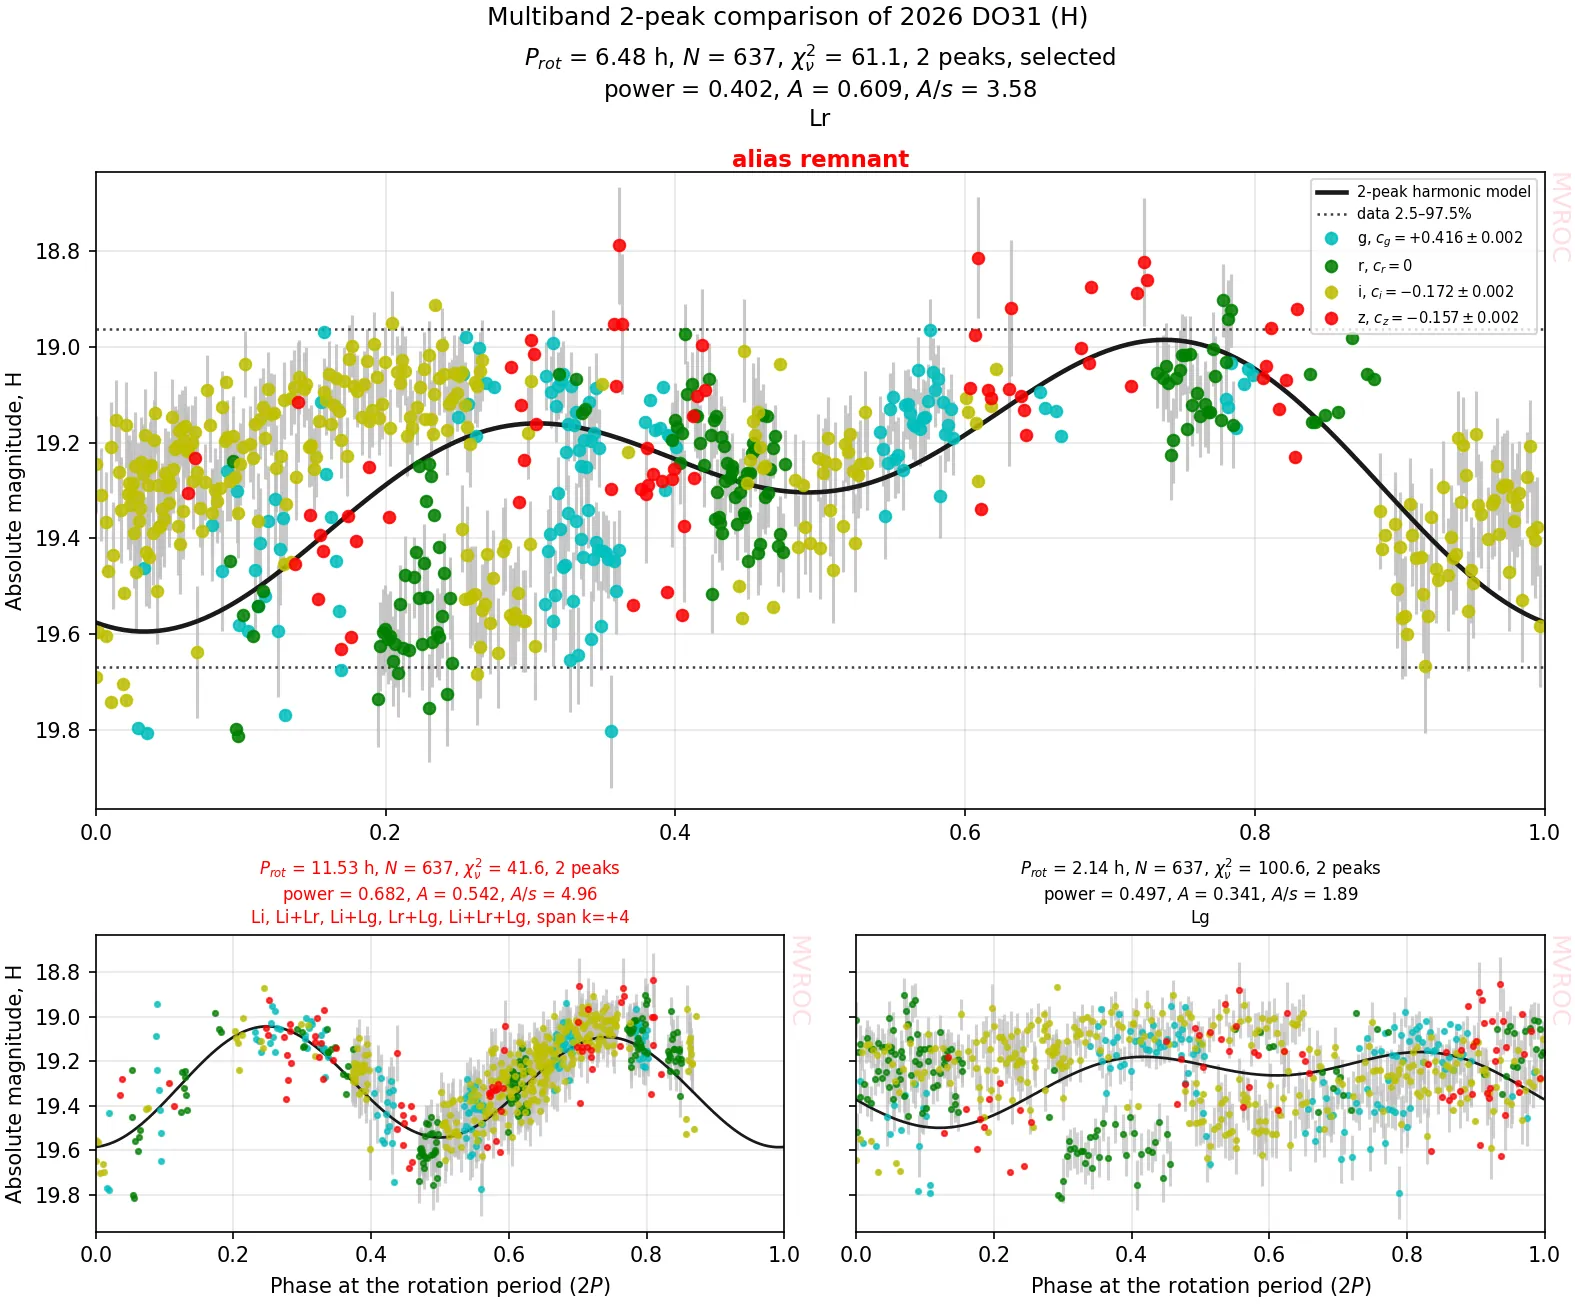 Multiband 2-peak comparison of 2026 DO31 (H)
P_rot = 6.48 h, N = 637, χ²_ν = 61.1, 2 peaks, selected
power = 0.402, A = 0.609, A/s = 3.58
Lr
alias remnant
2-peak harmonic model
data 2.5–97.5%
g, c_g = +0.416 ± 0.002
r, c_r = 0
i, c_i = −0.172 ± 0.002
z, c_z = −0.157 ± 0.002
MVROC
Absolute magnitude, H
18.8
19.0
19.2
19.4
19.6
19.8
0.0 0.2 0.4 0.6 0.8 1.0
P_rot = 11.53 h, N = 637, χ²_ν = 41.6, 2 peaks
power = 0.682, A = 0.542, A/s = 4.96
Li, Li+Lr, Li+Lg, Lr+Lg, Li+Lr+Lg, span k=+4
MVROC
Absolute magnitude, H
18.8
19.0
19.2
19.4
19.6
19.8
0.0 0.2 0.4 0.6 0.8 1.0
Phase at the rotation period (2P)
P_rot = 2.14 h, N = 637, χ²_ν = 100.6, 2 peaks
power = 0.497, A = 0.341, A/s = 1.89
Lg
MVROC
0.0 0.2 0.4 0.6 0.8 1.0
Phase at the rotation period (2P)